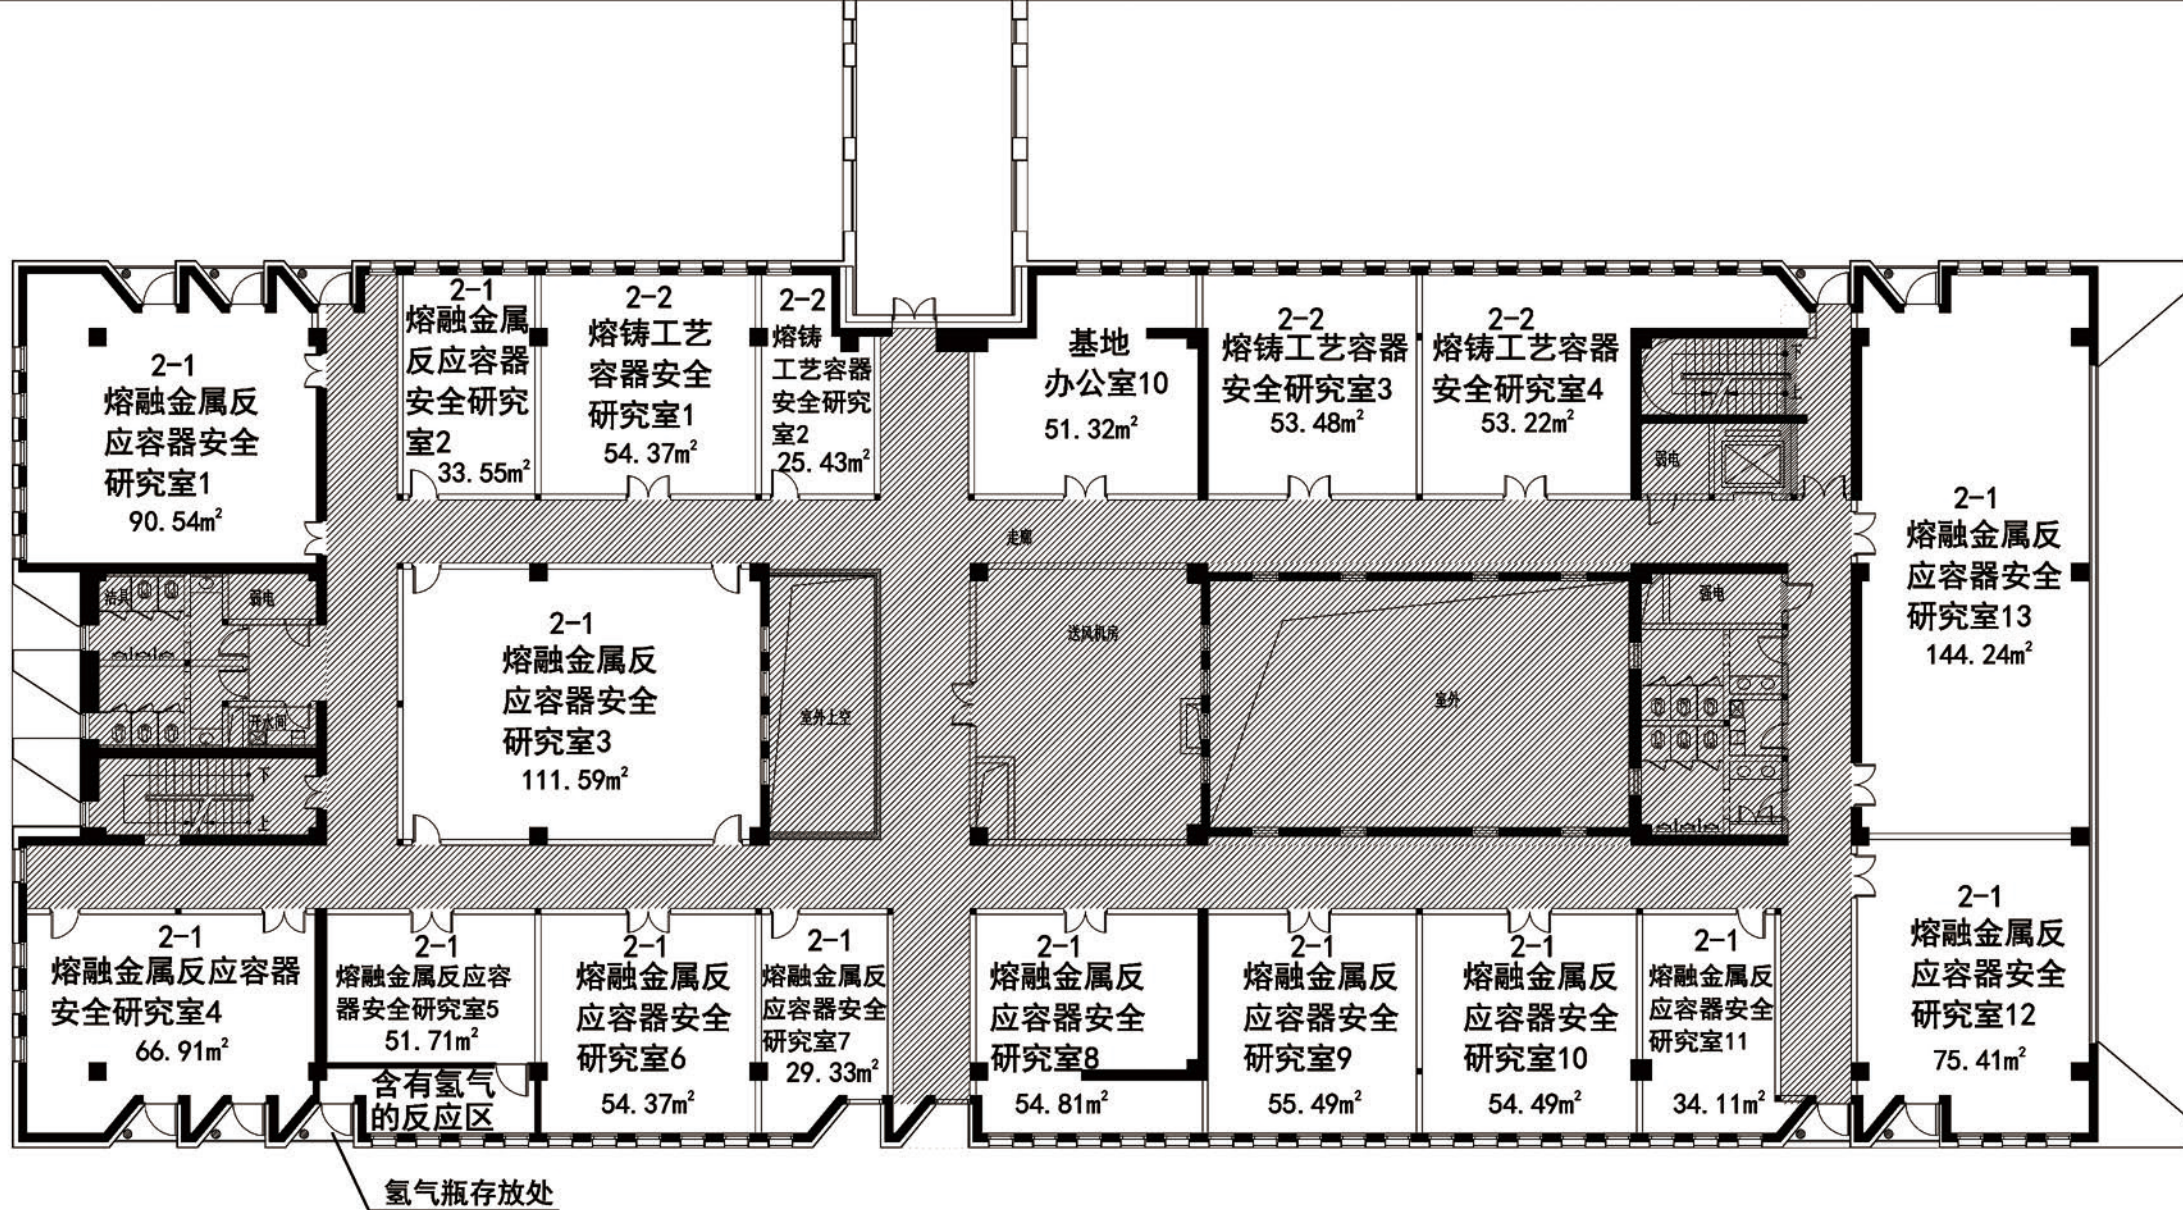 2-1
熔融金属反
应容器安全
研究室1
90.54m²
2-1
熔融金属
反应容器
安全研究
室2
33.55m²
2-2
熔铸工艺
容器安全
研究室1
54.37m²
2-2
熔铸
工艺容器
安全研究
室2
25.43m²
基地
办公室10
51.32m²
2-2
熔铸工艺容器
安全研究室3
53.48m²
2-2
熔铸工艺容器
安全研究室4
53.22m²
下
上
弱电
走廊
2-1
熔融金属反
应容器安全
研究室13
144.24m²
洁具
弱电
开水间
下
上
2-1
熔融金属反
应容器安全
研究室3
111.59m²
室外上空
送风机房
室外
强电
2-1
熔融金属反应容器
安全研究室4
66.91m²
2-1
熔融金属反应容
器安全研究室5
51.71m²
含有氢气
的反应区
2-1
熔融金属反
应容器安全
研究室6
54.37m²
2-1
熔融金属反
应容器安全
研究室7
29.33m²
2-1
熔融金属反
应容器安全
研究室8
54.81m²
2-1
熔融金属反
应容器安全
研究室9
55.49m²
2-1
熔融金属反
应容器安全
研究室10
54.49m²
2-1
熔融金属反
应容器安全
研究室11
34.11m²
2-1
熔融金属反
应容器安全
研究室12
75.41m²
氢气瓶存放处